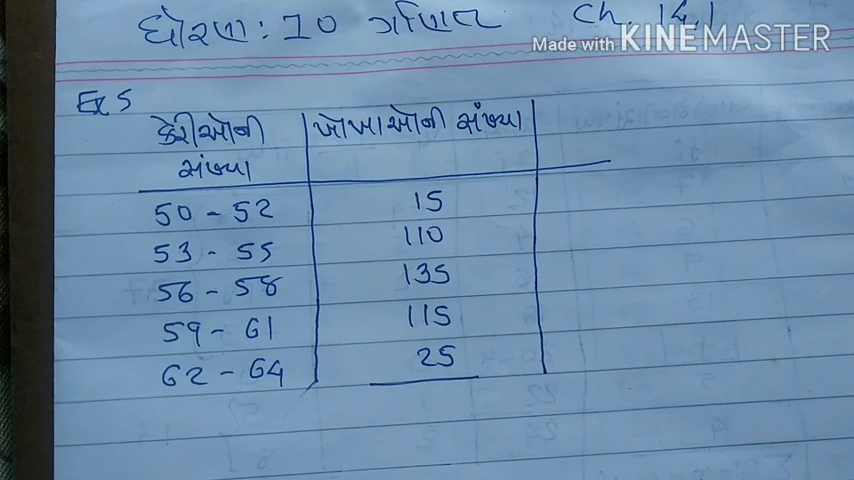 ધોરણ : 10 ગણિત Ch. 14.1
Made with KINEMASTER
Ex 5
કેરીઓની ખોખાઓની સંખ્યા
સંખ્યા
50 - 52 15
53 - 55 110
56 - 58 135
59 - 61 115
62 - 64 25